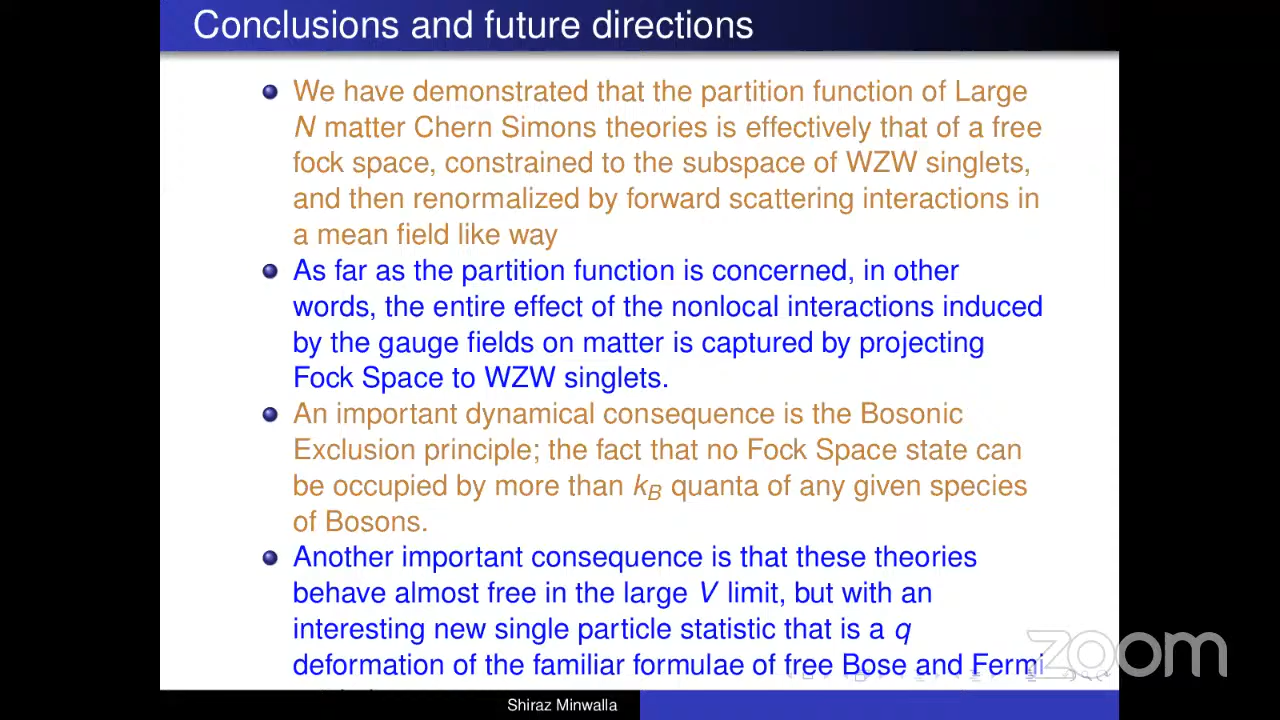 Conclusions and future directions
We have demonstrated that the partition function of Large
N matter Chern Simons theories is effectively that of a free
fock space, constrained to the subspace of WZW singlets,
and then renormalized by forward scattering interactions in
a mean field like way
As far as the partition function is concerned, in other
words, the entire effect of the nonlocal interactions induced
by the gauge fields on matter is captured by projecting
Fock Space to WZW singlets.
An important dynamical consequence is the Bosonic
Exclusion principle; the fact that no Fock Space state can
be occupied by more than k_B quanta of any given species
of Bosons.
Another important consequence is that these theories
behave almost free in the large V limit, but with an
interesting new single particle statistic that is a q
deformation of the familiar formulae of free Bose and Fermi
zoom
Shiraz Minwalla